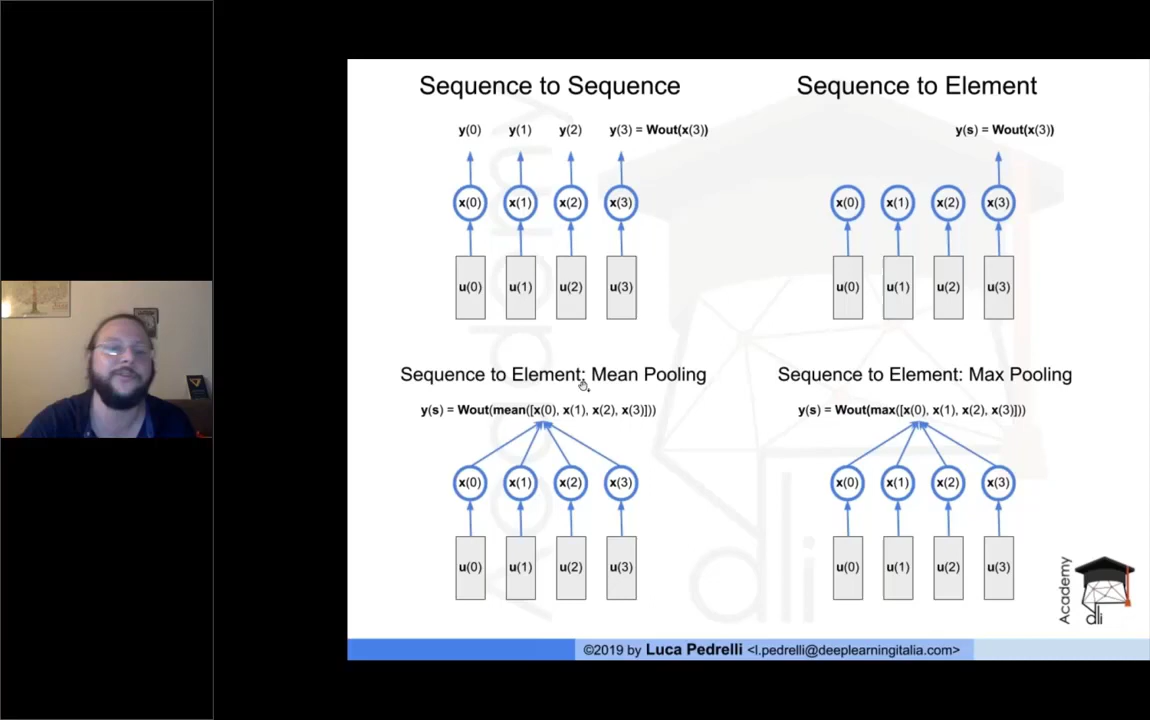 Sequence to Sequence
y(0) y(1) y(2) y(3) = Wout(x(3))
x(0) x(1) x(2) x(3)
u(0) u(1) u(2) u(3)
Sequence to Element
y(s) = Wout(x(3))
x(0) x(1) x(2) x(3)
u(0) u(1) u(2) u(3)
Sequence to Element: Mean Pooling
y(s) = Wout(mean([x(0), x(1), x(2), x(3)]))
x(0) x(1) x(2) x(3)
u(0) u(1) u(2) u(3)
Sequence to Element: Max Pooling
y(s) = Wout(max([x(0), x(1), x(2), x(3)]))
x(0) x(1) x(2) x(3)
u(0) u(1) u(2) u(3)
Academy
dli
Academy
dli
©2019 by Luca Pedrelli <l.pedrelli@deeplearningitalia.com>